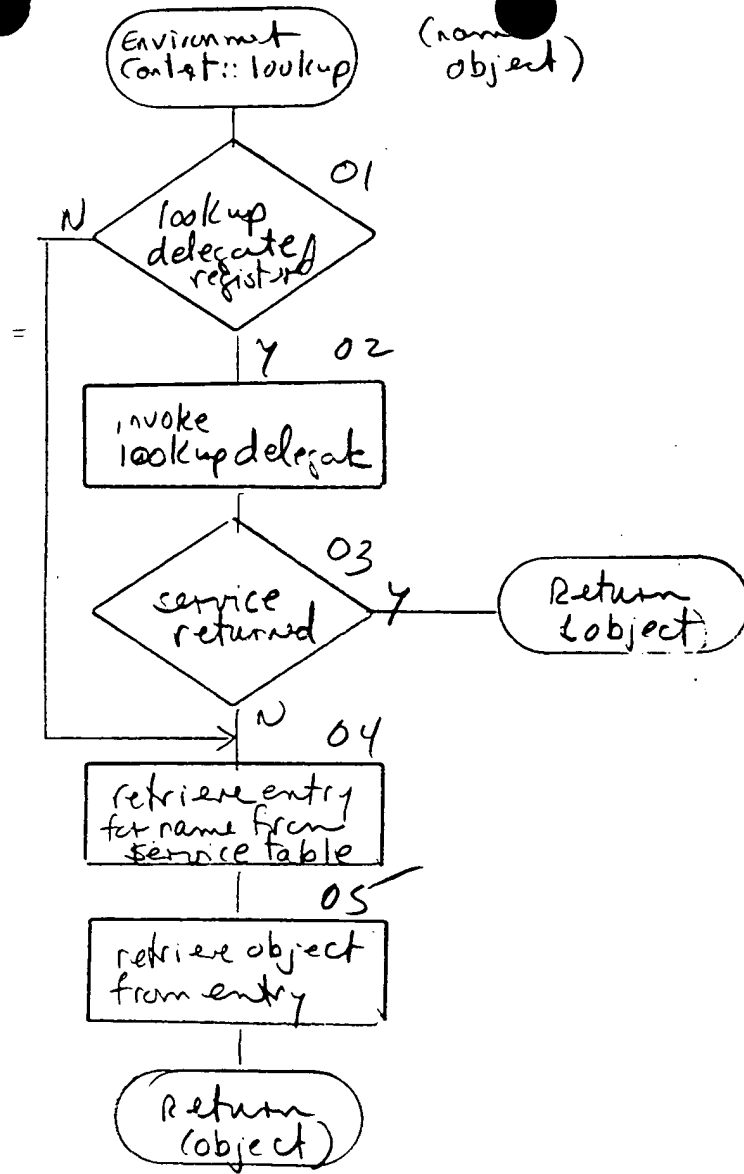 Environment
Context::lookup
(name
object)
01
N
lookup
delegate
registered
=
Y
02
invoke
lookup delegate
03
service
returned
Y
Return
(object)
N
04
retrieve entry
for name from
service table
05
retrieve object
from entry
Return
(object)